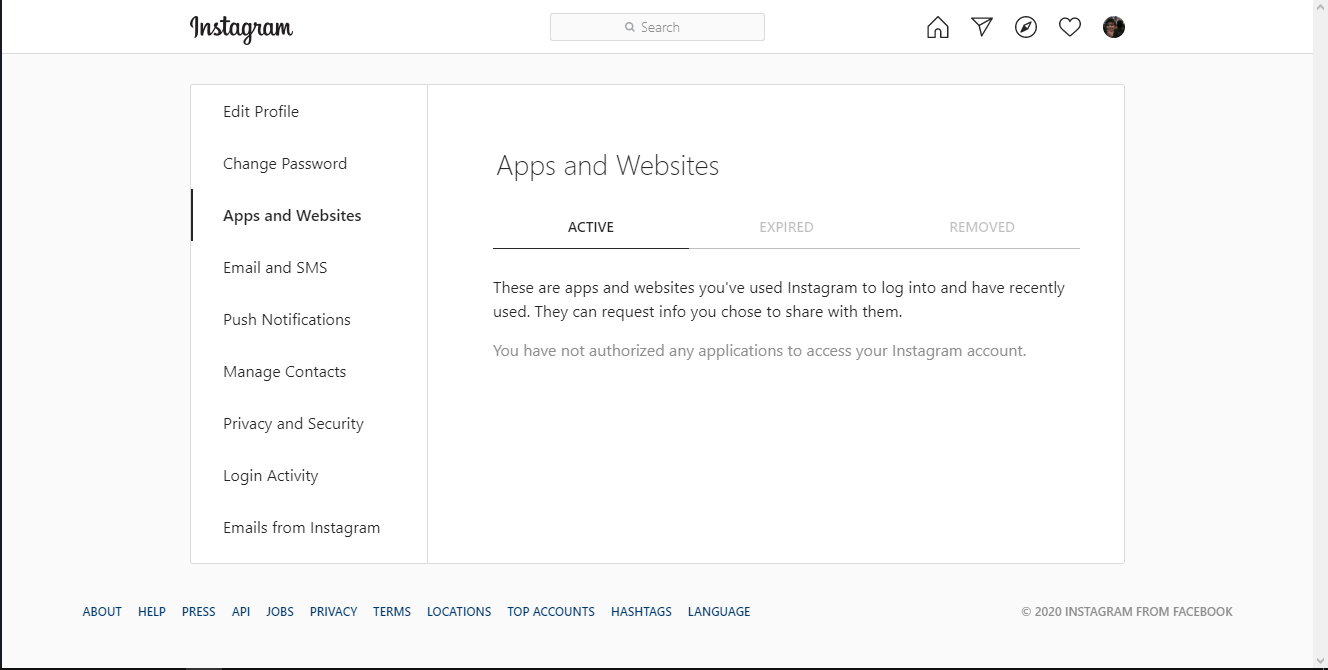 Instagram
Search
Edit Profile
Change Password
Apps and Websites
Email and SMS
Push Notifications
Manage Contacts
Privacy and Security
Login Activity
Emails from Instagram
Apps and Websites
ACTIVE EXPIRED REMOVED
These are apps and websites you've used Instagram to log into and have recently
used. They can request info you chose to share with them.
You have not authorized any applications to access your Instagram account.
ABOUT HELP PRESS API JOBS PRIVACY TERMS LOCATIONS TOP ACCOUNTS HASHTAGS LANGUAGE © 2020 INSTAGRAM FROM FACEBOOK